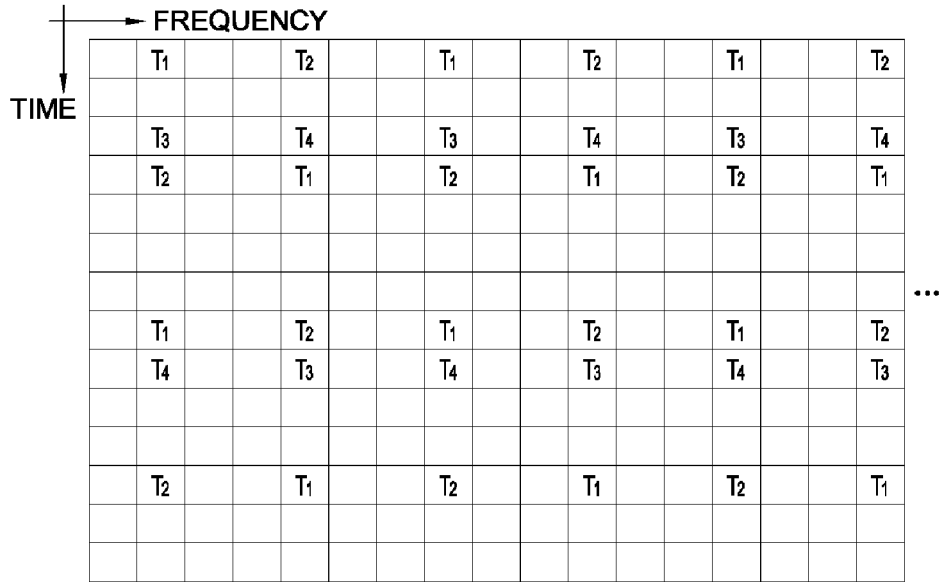 FREQUENCY
TIME
T1 T2 T1 T2 T1 T2
T3 T4 T3 T4 T3 T4
T2 T1 T2 T1 T2 T1
...
T1 T2 T1 T2 T1 T2
T4 T3 T4 T3 T4 T3
T2 T1 T2 T1 T2 T1